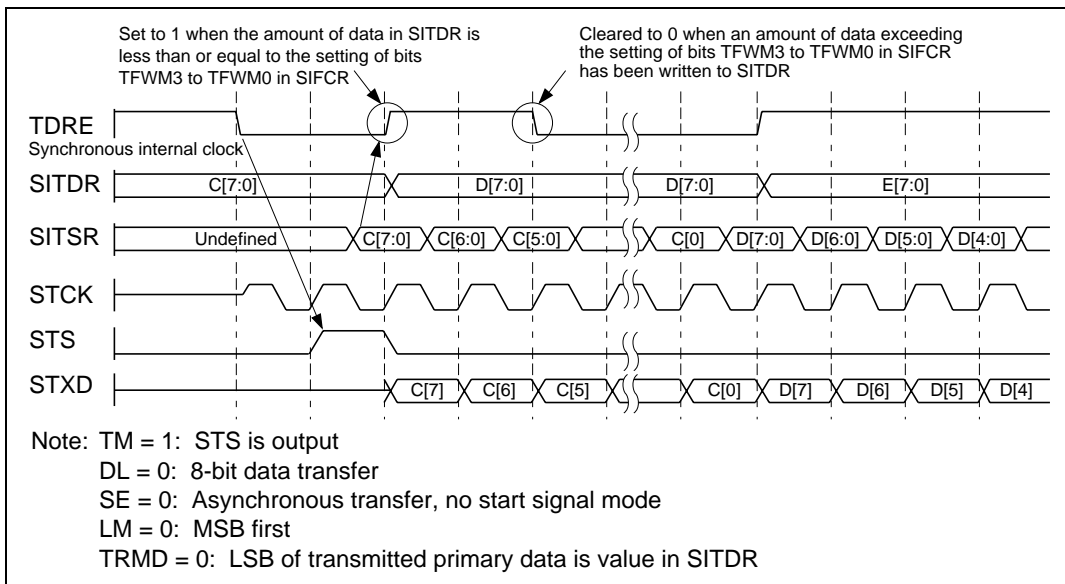 Set to 1 when the amount of data in SITDR is
less than or equal to the setting of bits
TFWM3 to TFWM0 in SIFCR
Cleared to 0 when an amount of data exceeding
the setting of bits TFWM3 to TFWM0 in SIFCR
has been written to SITDR
TDRE
Synchronous internal clock
SITDR C[7:0] D[7:0] D[7:0] E[7:0]
SITSR Undefined C[7:0] C[6:0] C[5:0] C[0] D[7:0] D[6:0] D[5:0] D[4:0]
STCK
STS
STXD C[7] C[6] C[5] C[0] D[7] D[6] D[5] D[4]
Note: TM = 1: STS is output
DL = 0: 8-bit data transfer
SE = 0: Asynchronous transfer, no start signal mode
LM = 0: MSB first
TRMD = 0: LSB of transmitted primary data is value in SITDR